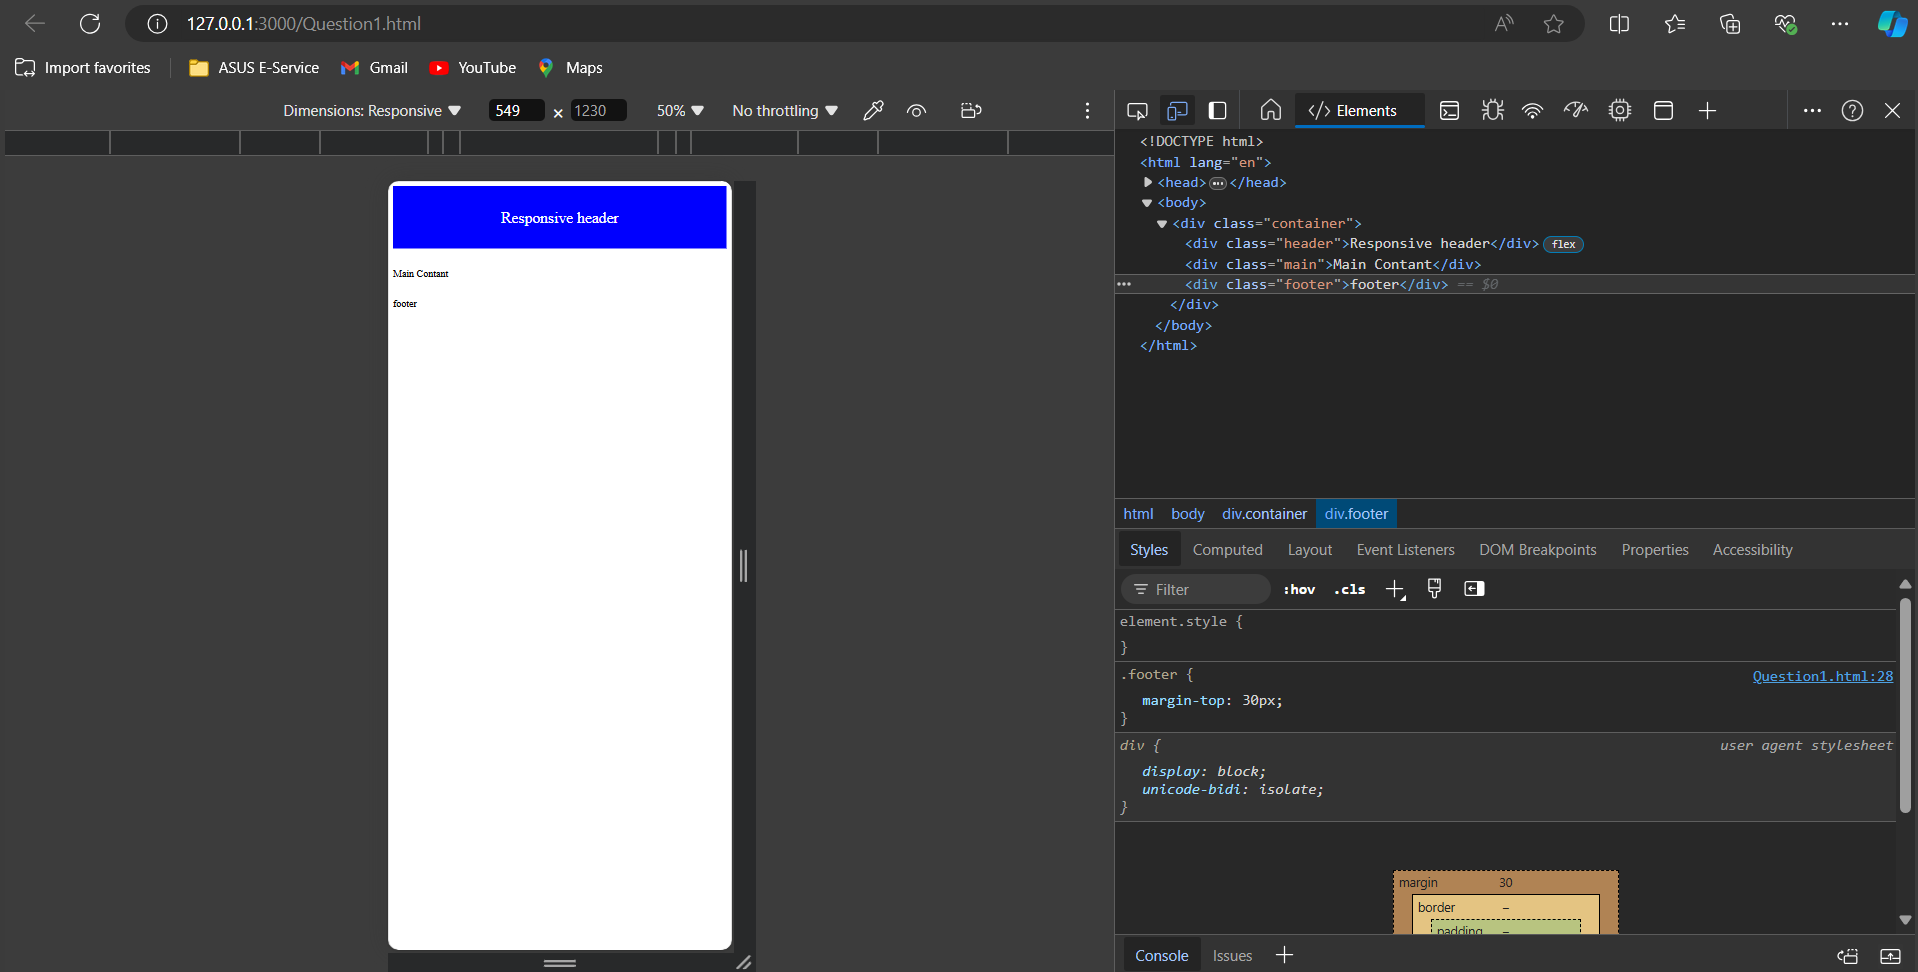 127.0.0.1:3000/Question1.html
Import favorites ASUS E-Service Gmail YouTube Maps
Dimensions: Responsive 549 × 1230 50% No throttling
Elements
Responsive header
Main Contant
footer
<!DOCTYPE html>
<html lang="en">
<head>…</head>
<body>
<div class="container">
<div class="header">Responsive header</div> flex
<div class="main">Main Contant</div>
<div class="footer">footer</div> == $0
</div>
</body>
</html>
html body div.container div.footer
Styles Computed Layout Event Listeners DOM Breakpoints Properties Accessibility
Filter :hov .cls
element.style {
}
.footer { Question1.html:28
margin-top: 30px;
}
div { user agent stylesheet
display: block;
unicode-bidi: isolate;
}
margin 30
border –
padding –
Console Issues